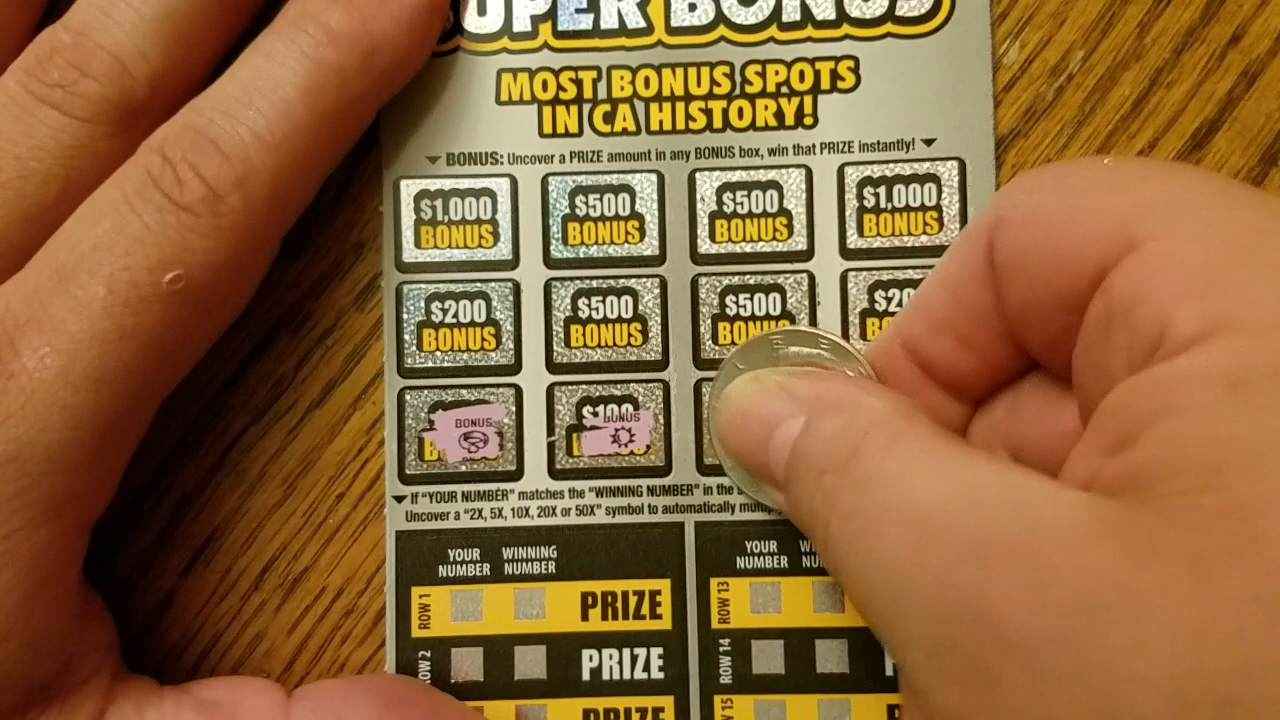 SUPER BONUS
MOST BONUS SPOTS
IN CA HISTORY!
BONUS: Uncover a PRIZE amount in any BONUS box, win that PRIZE instantly!
$1,000 BONUS $500 BONUS $500 BONUS $1,000 BONUS
$200 BONUS $500 BONUS $500 BONUS
BONUS $100 BONUS
If "YOUR NUMBER" matches the "WINNING NUMBER" in the
Uncover a "2X, 5X, 10X, 20X or 50X" symbol to automatically
YOUR NUMBER WINNING NUMBER YOUR NUMBER
ROW 1 PRIZE ROW 13
ROW 2 PRIZE ROW 14
PRIZE 15